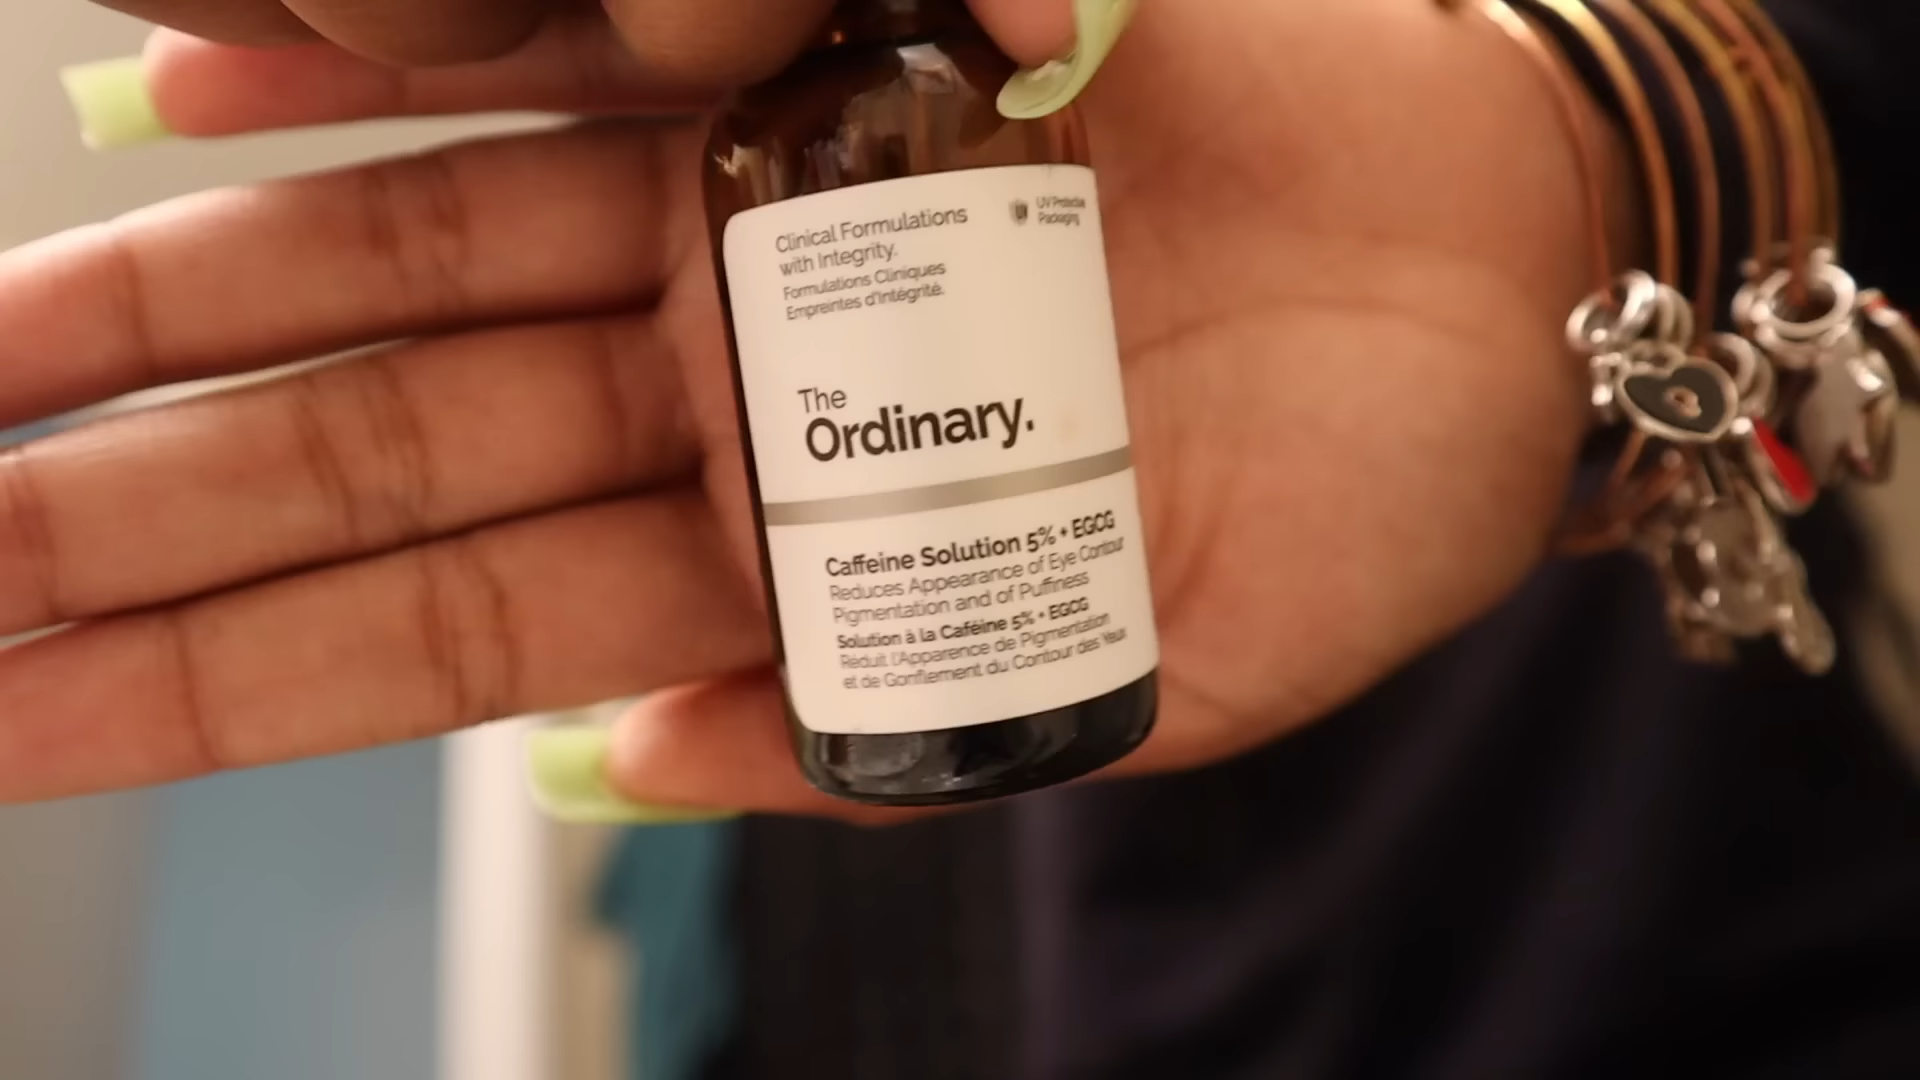 Clinical Formulations
with Integrity.
Formulations Cliniques
Empreintes d'Intégrité.
UV Protective
Packaging
The
Ordinary.
Caffeine Solution 5% + EGCG
Reduces Appearance of Eye Contour
Pigmentation and of Puffiness
Solution à la Caféine 5% + EGCG
Réduit l'Apparence de Pigmentation
et de Gonflement du Contour des Yeux